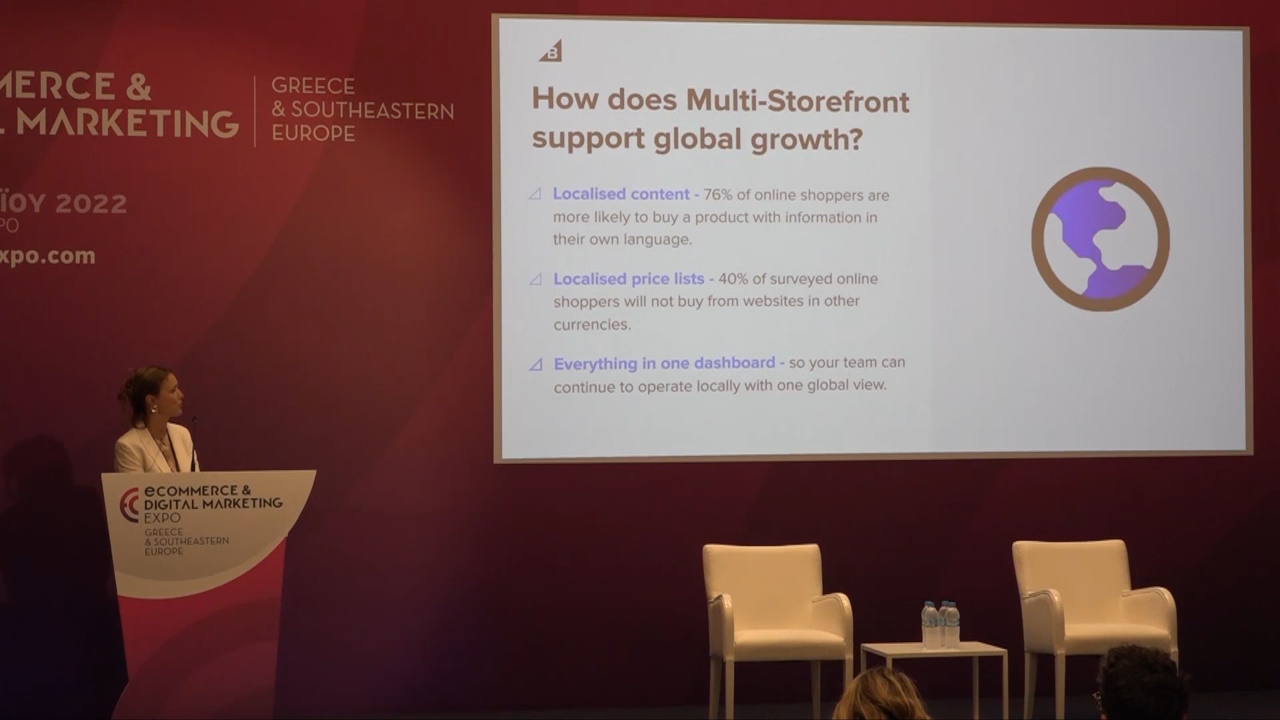 MERCE &
L MARKETING
GREECE
& SOUTHEASTERN
EUROPE
ΪΟΥ 2022
PO
xpo.com
B
How does Multi-Storefront
support global growth?
Localised content - 76% of online shoppers are
more likely to buy a product with information in
their own language.
Localised price lists - 40% of surveyed online
shoppers will not buy from websites in other
currencies.
Everything in one dashboard - so your team can
continue to operate locally with one global view.
eCOMMERCE &
DIGITAL MARKETING
EXPO
GREECE
& SOUTHEASTERN
EUROPE